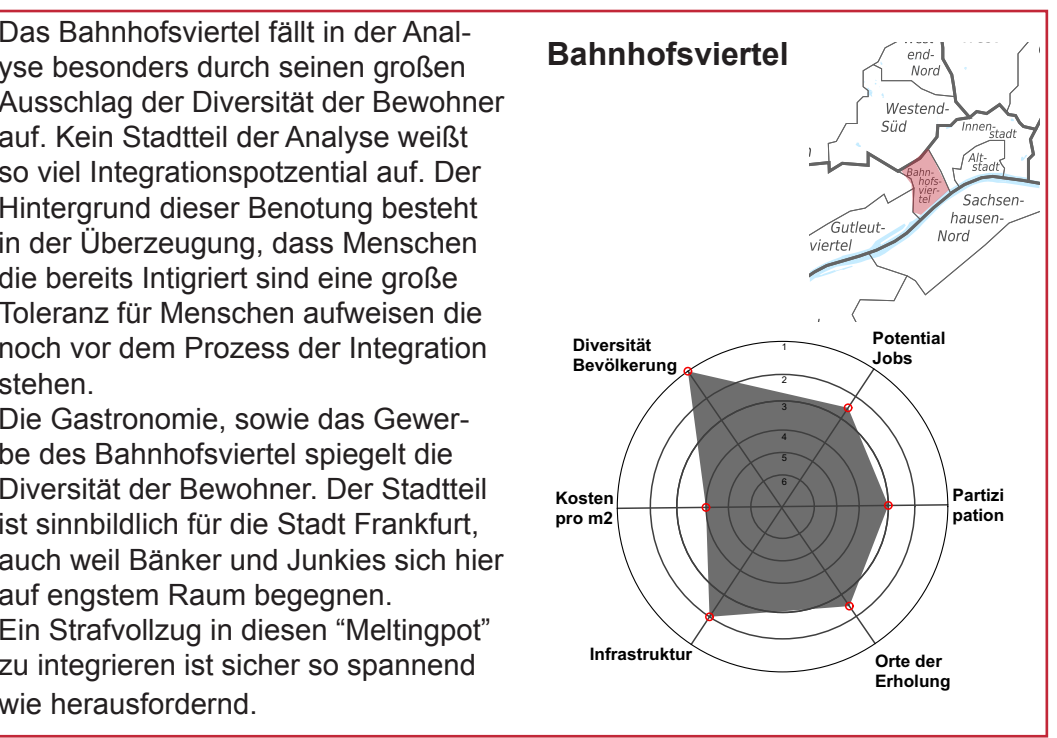 Das Bahnhofsviertel fällt in der Anal-
yse besonders durch seinen großen
Ausschlag der Diversität der Bewohner
auf. Kein Stadtteil der Analyse weißt
so viel Integrationspotzential auf. Der
Hintergrund dieser Benotung besteht
in der Überzeugung, dass Menschen
die bereits Intigriert sind eine große
Toleranz für Menschen aufweisen die
noch vor dem Prozess der Integration
stehen.
Die Gastronomie, sowie das Gewer-
be des Bahnhofsviertel spiegelt die
Diversität der Bewohner. Der Stadtteil
ist sinnbildlich für die Stadt Frankfurt,
auch weil Bänker und Junkies sich hier
auf engstem Raum begegnen.
Ein Strafvollzug in diesen “Meltingpot”
zu integrieren ist sicher so spannend
wie herausfordernd.
Bahnhofsviertel
end-
Nord
Westend-
Süd
Innen-
stadt
Alt-
stadt
Bahn-
hofs-
vier-
tel
Sachsen-
hausen-
Nord
Gutleut-
viertel
Diversität
Bevölkerung
Potential
Jobs
1
2
3
4
5
6
Kosten
pro m2
Partizi
pation
Infrastruktur
Orte der
Erholung